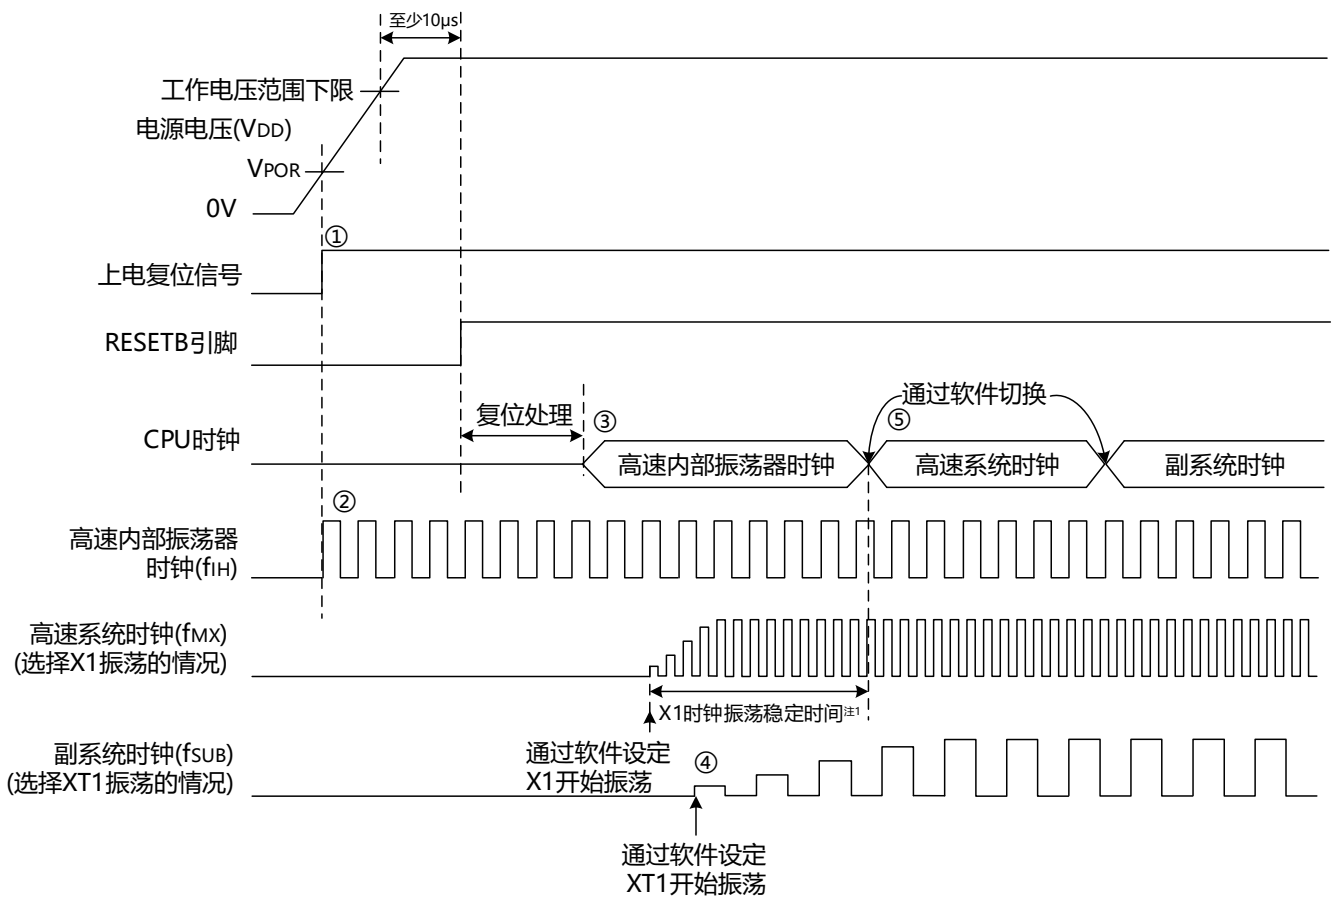 至少10μs
工作电压范围下限
电源电压(VDD)
VPOR
0V
①
上电复位信号
RESETB引脚
通过软件切换
复位处理
③
⑤
CPU时钟
高速内部振荡器时钟
高速系统时钟
副系统时钟
②
高速内部振荡器
时钟(fIH)
高速系统时钟(fMX)
(选择X1振荡的情况)
X1时钟振荡稳定时间注1
副系统时钟(fSUB)
(选择XT1振荡的情况)
通过软件设定
X1开始振荡
④
通过软件设定
XT1开始振荡